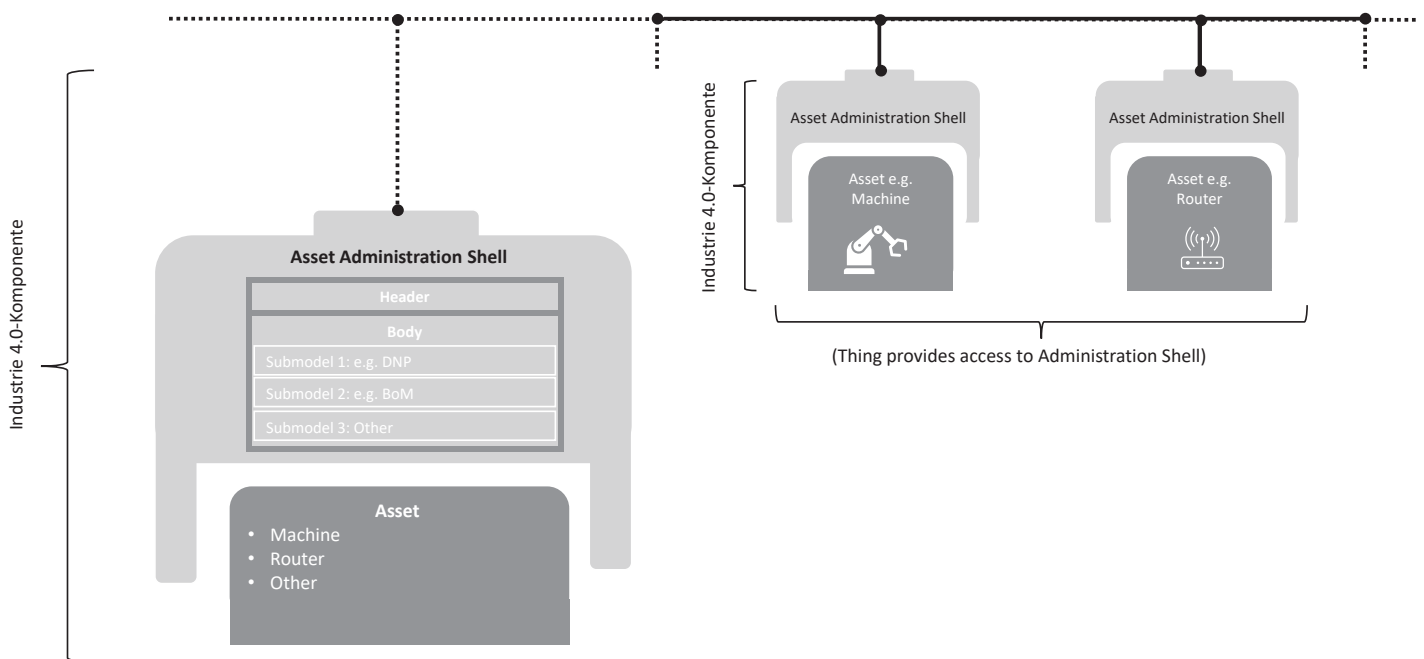 Industrie 4.0-Komponente
Asset Administration Shell
Header
Body
Submodel 1: e.g. DNP
Submodel 2: e.g. BoM
Submodel 3: Other
Asset
• Machine
• Router
• Other
Industrie 4.0-Komponente
Asset Administration Shell
Asset e.g.
Machine
Asset Administration Shell
Asset e.g.
Router
(Thing provides access to Administration Shell)